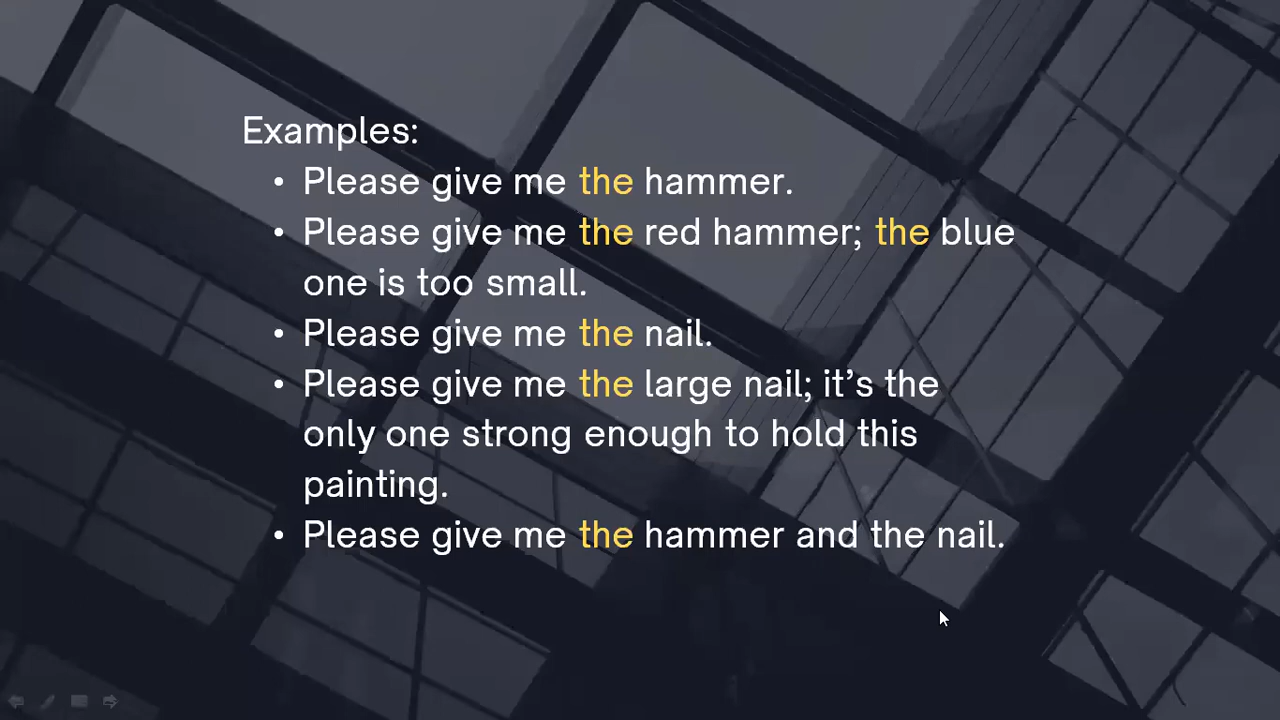 Examples:
• Please give me the hammer.
• Please give me the red hammer; the blue
one is too small.
• Please give me the nail.
• Please give me the large nail; it’s the
only one strong enough to hold this
painting.
• Please give me the hammer and the nail.